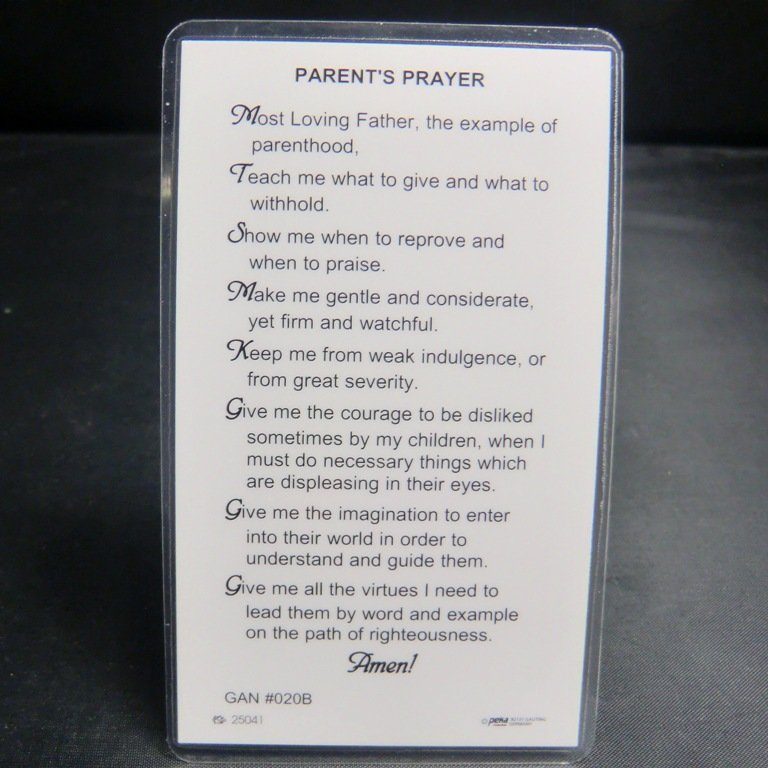 PARENT'S PRAYER
Most Loving Father, the example of
parenthood,
Teach me what to give and what to
withhold.
Show me when to reprove and
when to praise.
Make me gentle and considerate,
yet firm and watchful.
Keep me from weak indulgence, or
from great severity.
Give me the courage to be disliked
sometimes by my children, when I
must do necessary things which
are displeasing in their eyes.
Give me the imagination to enter
into their world in order to
understand and guide them.
Give me all the virtues I need to
lead them by word and example
on the path of righteousness.
Amen!
GAN #020B
25041
peka
GERMANY